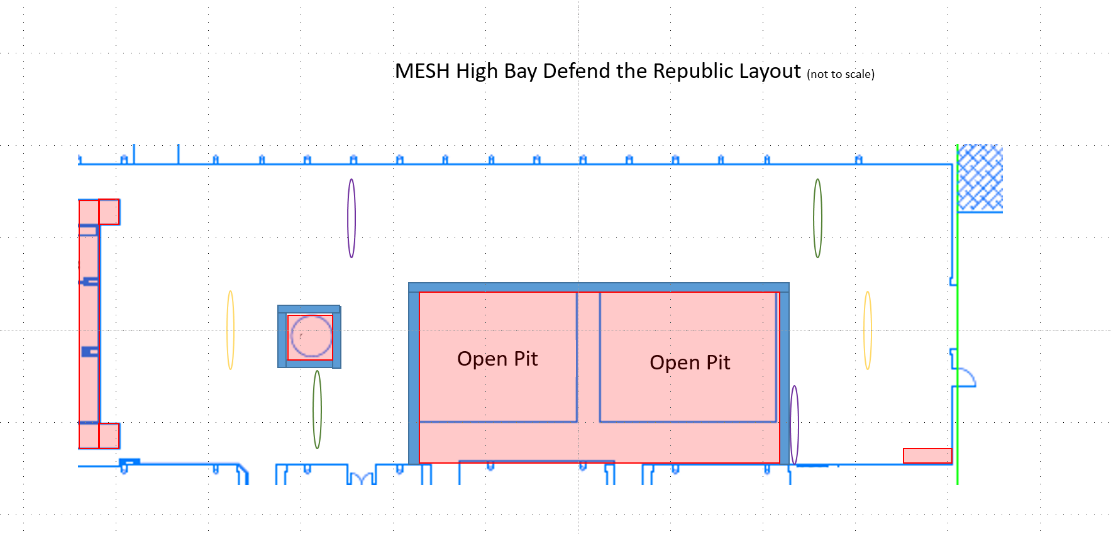 MESH High Bay Defend the Republic Layout (not to scale)
Open Pit
Open Pit